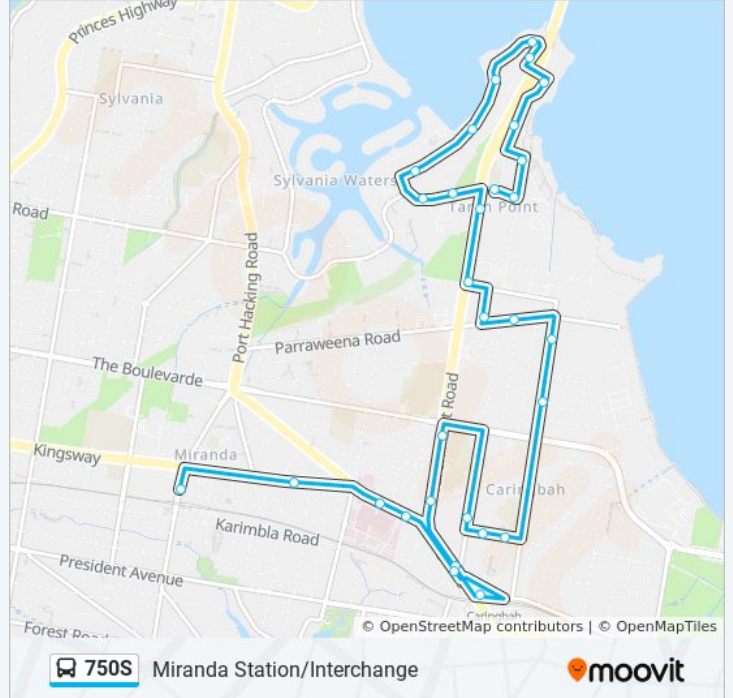 Princes Highway
Sylvania
Sylvania Waters
Taren Point
Road
Port Hacking Road
Parraweena Road
The Boulevarde
t Road
Kingsway
Miranda
Caringbah
Karimbla Road
President Avenue
Caringbah
Forest Road
© OpenStreetMap contributors | © OpenMapTiles
750S Miranda Station/Interchange
moovit